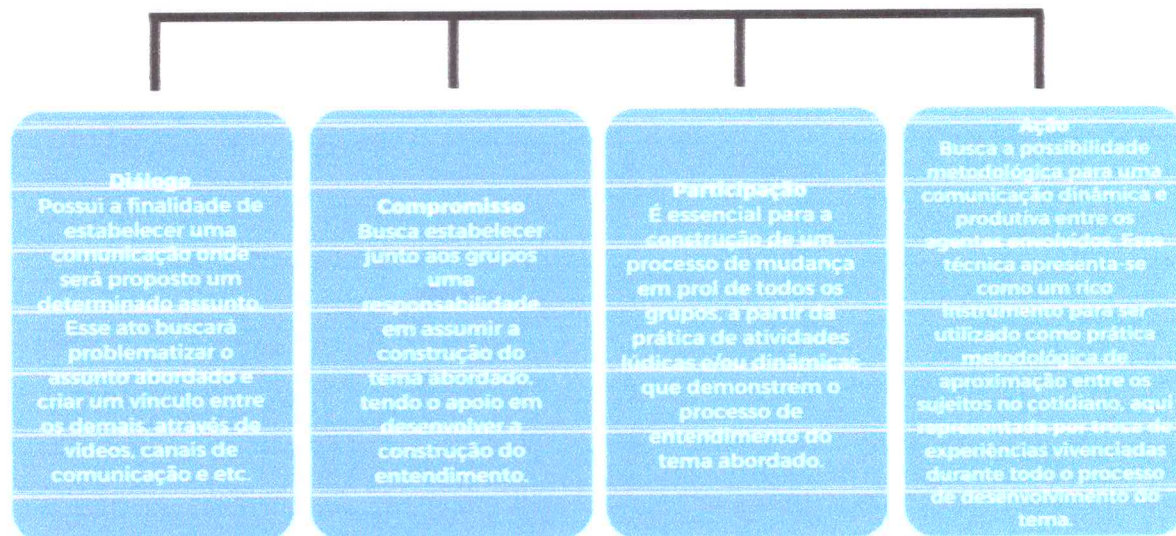 Diálogo
Possui a finalidade de
estabelecer uma
comunicação onde
será proposto um
determinado assunto.
Esse ato buscará
problematizar o
assunto abordado e
criar um vínculo entre
os demais, através de
vídeos, canais de
comunicação e etc.
Compromisso
Busca estabelecer
junto aos grupos
uma
responsabilidade
em assumir a
construção do
tema abordado,
tendo o apoio em
desenvolver a
construção do
entendimento.
Participação
É essencial para a
construção de um
processo de mudança
em prol de todos os
grupos, a partir da
prática de atividades
lúdicas e/ou dinâmicas
que demonstrem o
processo de
entendimento do
tema abordado.
Ação
Busca a possibilidade
metodológica para uma
comunicação dinâmica e
produtiva entre os
agentes envolvidos. Essa
técnica apresenta-se
como um rico
instrumento para ser
utilizado como prática
metodológica de
aproximação entre os
sujeitos no cotidiano, aqui
representada por troca de
experiências vivenciadas
durante todo o processo
de desenvolvimento do
tema.